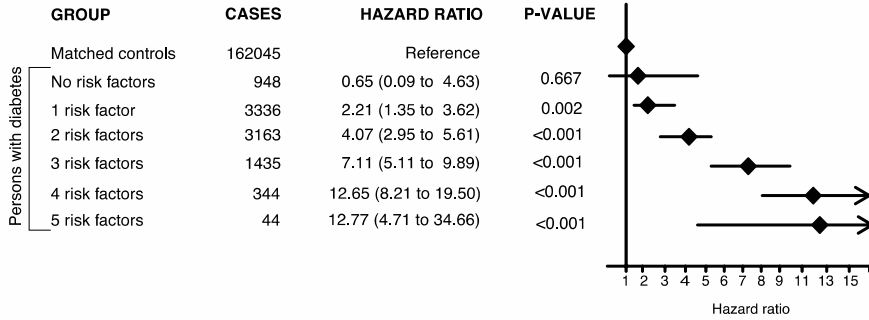 GROUP CASES HAZARD RATIO P-VALUE
Matched controls 162045 Reference
Persons with diabetes
No risk factors 948 0.65 (0.09 to 4.63) 0.667
1 risk factor 3336 2.21 (1.35 to 3.62) 0.002
2 risk factors 3163 4.07 (2.95 to 5.61) <0.001
3 risk factors 1435 7.11 (5.11 to 9.89) <0.001
4 risk factors 344 12.65 (8.21 to 19.50) <0.001
5 risk factors 44 12.77 (4.71 to 34.66) <0.001
1 2 3 4 5 6 7 8 9 11 13 15
Hazard ratio